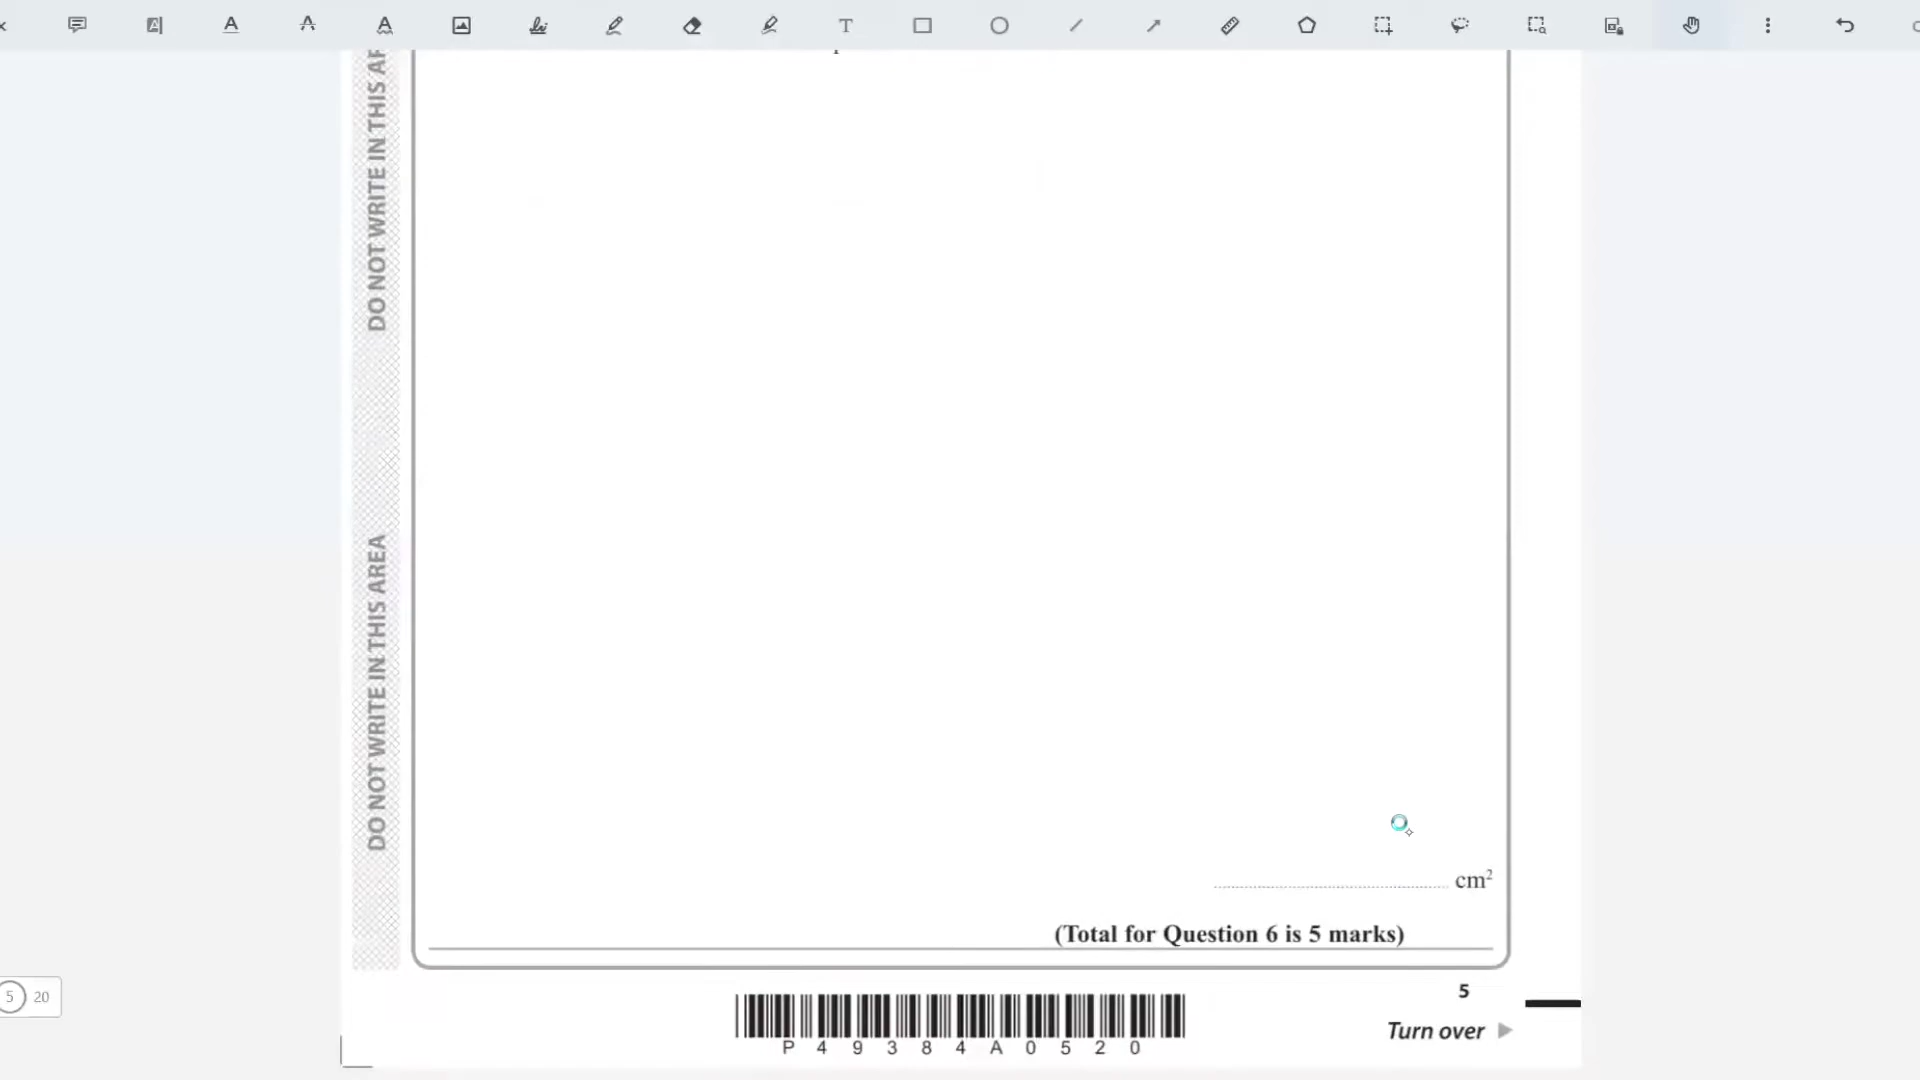 DO NOT WRITE IN THIS AR
DO NOT WRITE IN THIS AREA
cm²
(Total for Question 6 is 5 marks)
5
Turn over
P 4 9 3 8 4 A 0 5 2 0
5 20